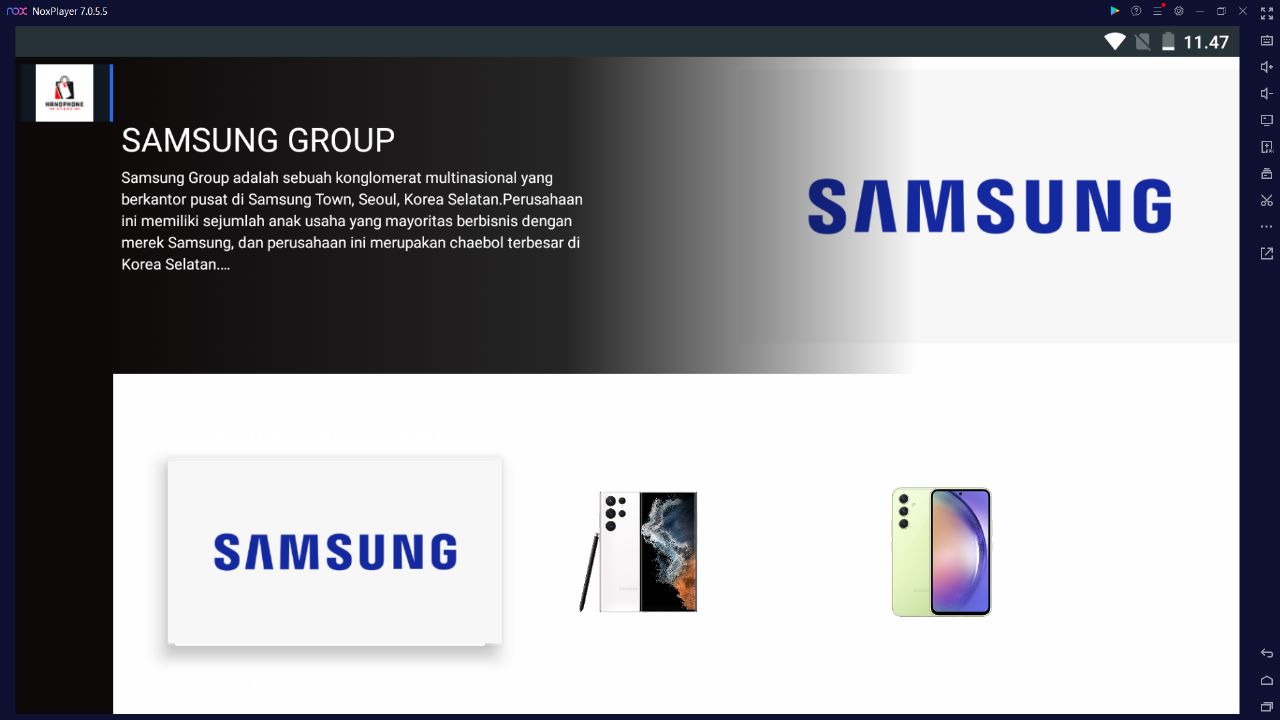 nox NoxPlayer 7.0.5.5
11.47
HANDPHONE
SAMSUNG GROUP
Samsung Group adalah sebuah konglomerat multinasional yang
berkantor pusat di Samsung Town, Seoul, Korea Selatan.Perusahaan
ini memiliki sejumlah anak usaha yang mayoritas berbisnis dengan
merek Samsung, dan perusahaan ini merupakan chaebol terbesar di
Korea Selatan....
SAMSUNG
SAMSUNG